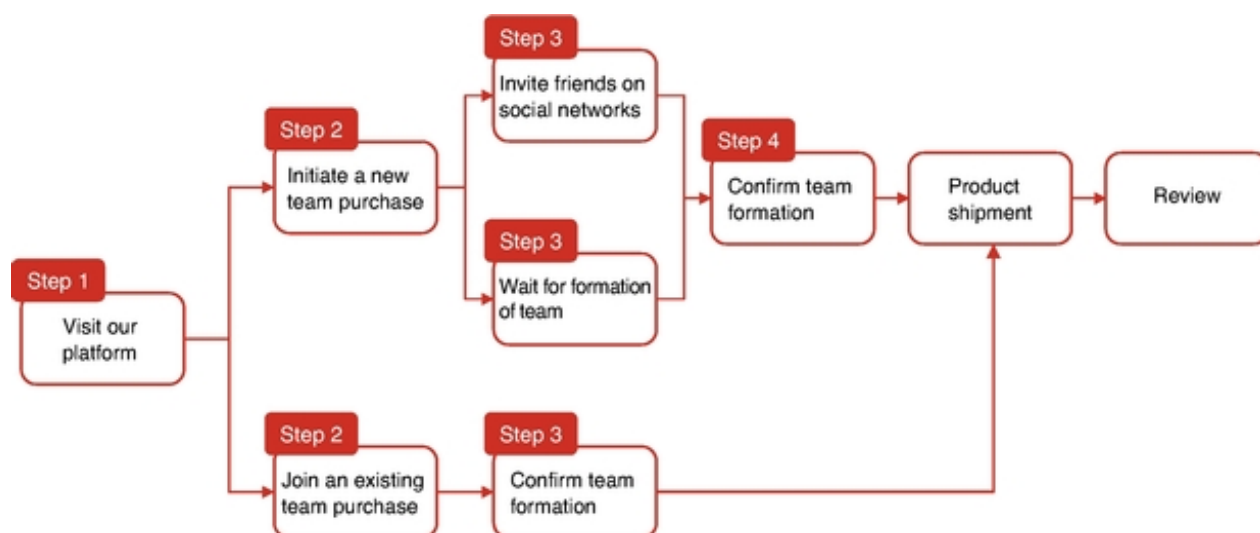 Step 1
Visit our
platform
Step 2
Initiate a new
team purchase
Step 3
Invite friends on
social networks
Step 3
Wait for formation
of team
Step 4
Confirm team
formation
Product
shipment
Review
Step 2
Join an existing
team purchase
Step 3
Confirm team
formation